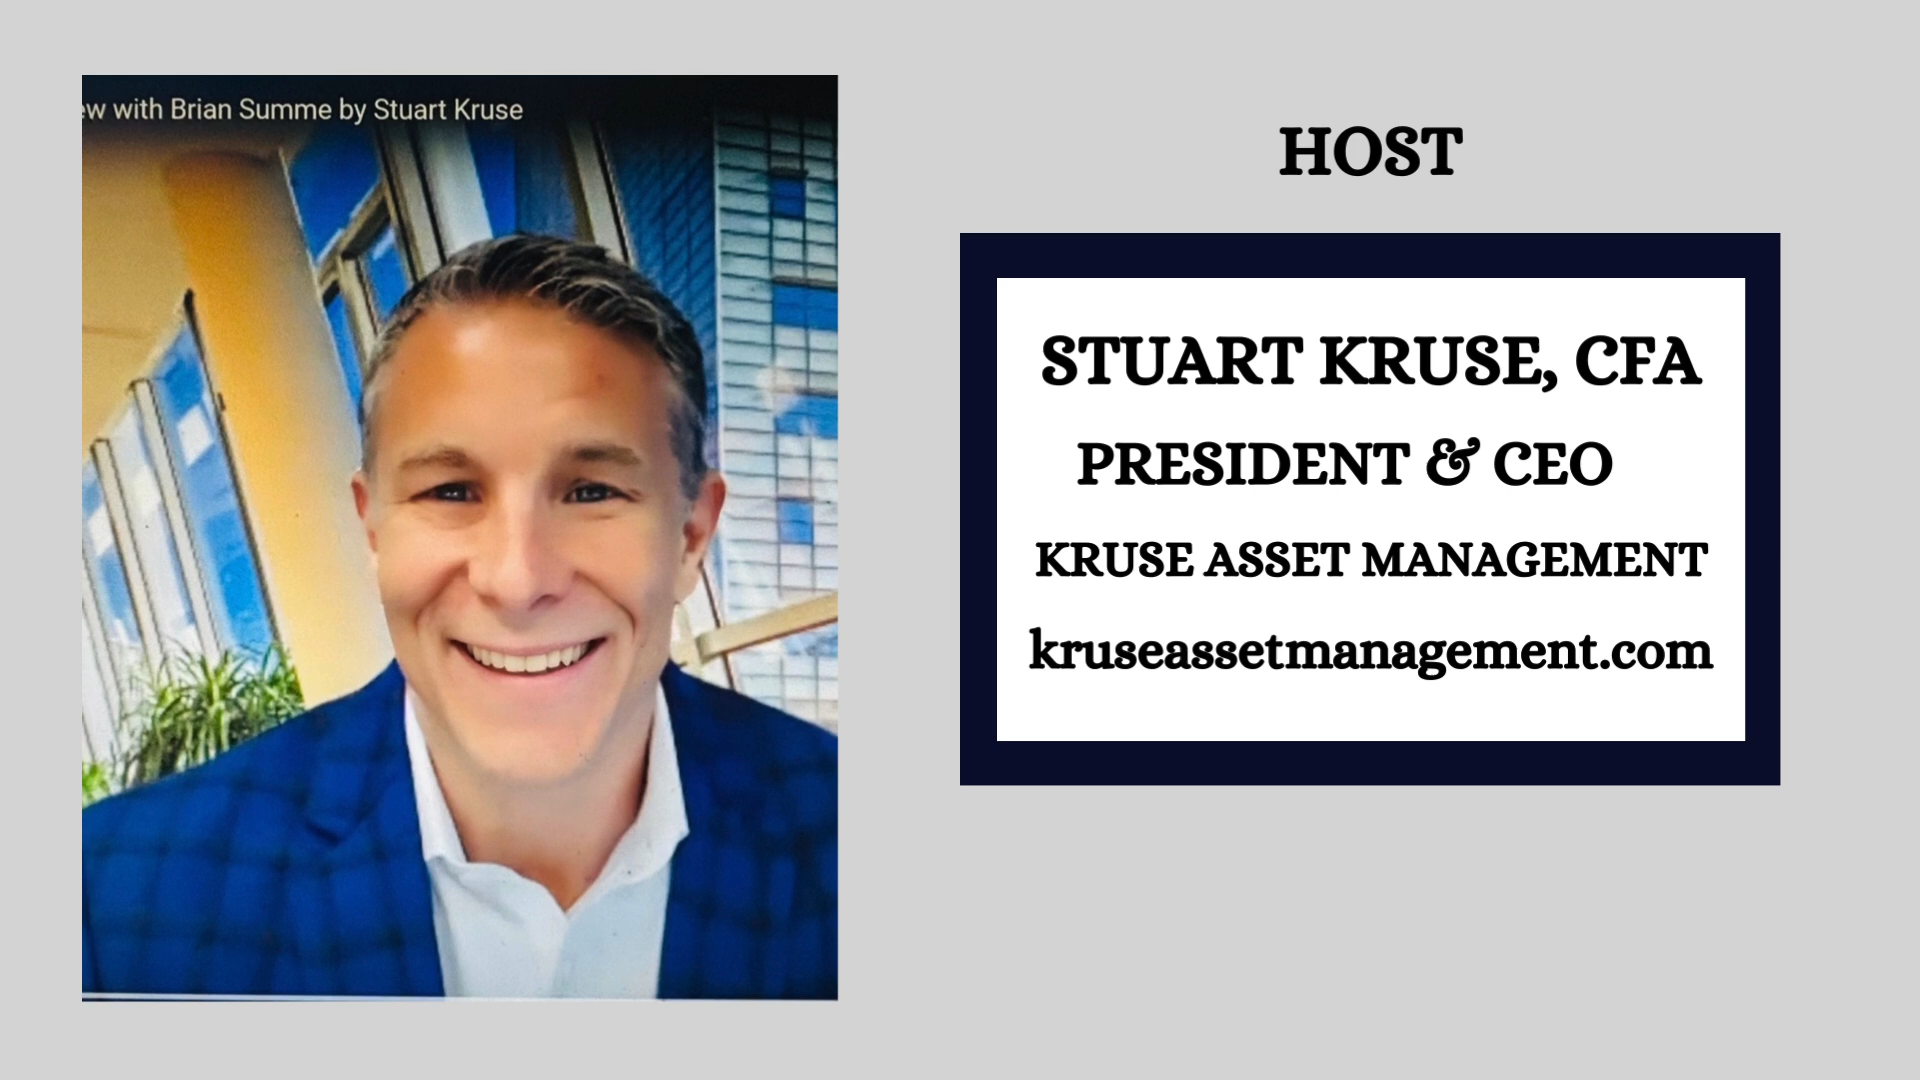 ew with Brian Summe by Stuart Kruse
HOST
STUART KRUSE, CFA
PRESIDENT & CEO
KRUSE ASSET MANAGEMENT
kruseassetmanagement.com